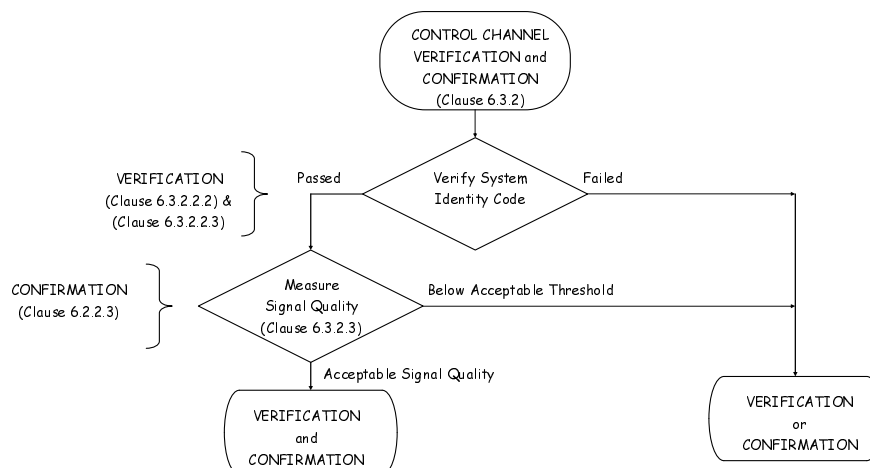 CONTROL CHANNEL
VERIFICATION and
CONFIRMATION
(Clause 6.3.2)
VERIFICATION
(Clause 6.3.2.2.2) &
(Clause 6.3.2.2.3)
Passed
Verify System
Identity Code
Failed
CONFIRMATION
(Clause 6.2.2.3)
Measure
Signal Quality
(Clause 6.3.2.3)
Below Acceptable Threshold
Acceptable Signal Quality
VERIFICATION
and
CONFIRMATION
VERIFICATION
or
CONFIRMATION